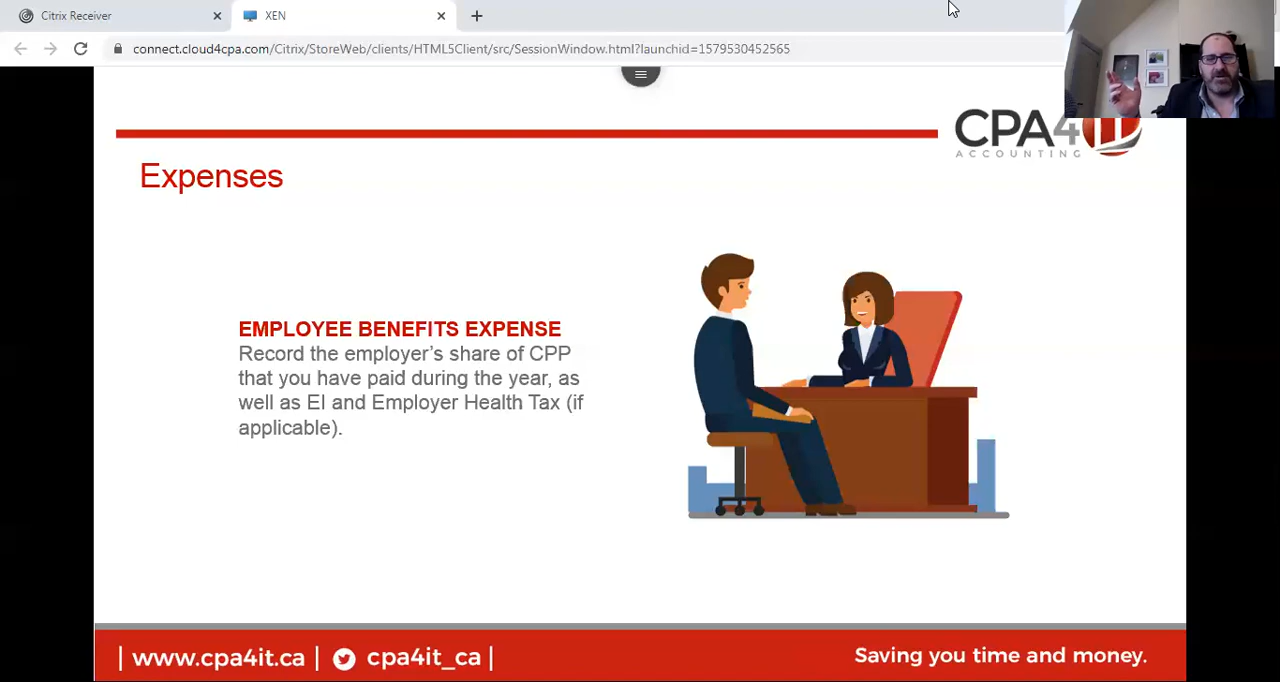 Citrix Receiver
XEN
connect.cloud4cpa.com/Citrix/StoreWeb/clients/HTML5Client/src/SessionWindow.html?launchid=1579530452565
CPA4it
ACCOUNTING
Expenses
EMPLOYEE BENEFITS EXPENSE
Record the employer’s share of CPP
that you have paid during the year, as
well as EI and Employer Health Tax (if
applicable).
| www.cpa4it.ca | cpa4it_ca |
Saving you time and money.